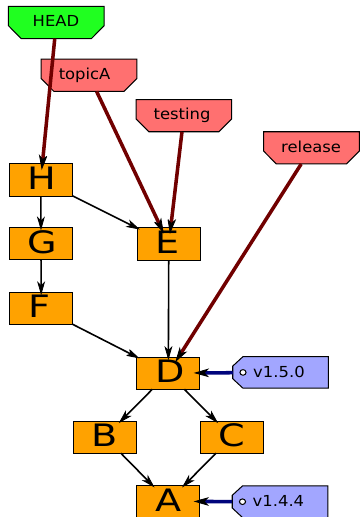 HEAD
topicA
testing
release
H
G
E
F
D
v1.5.0
B
C
A
v1.4.4